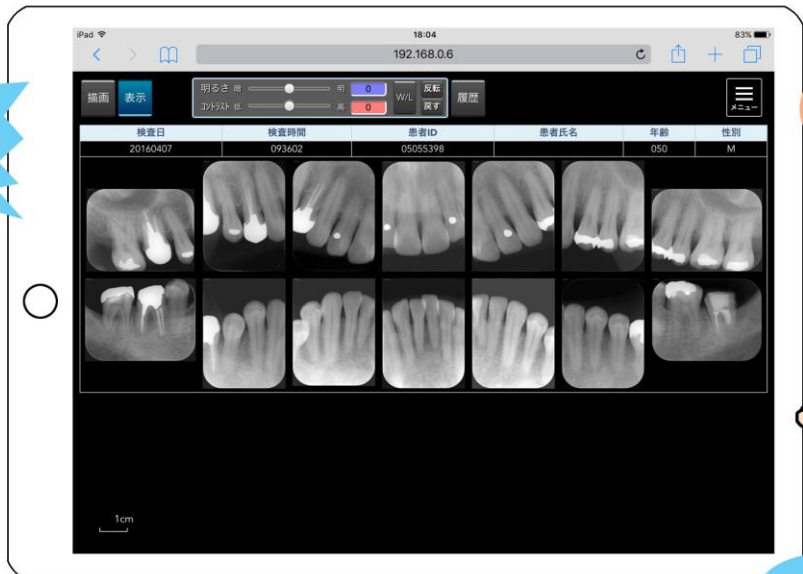 iPad 18:04 83%
192.168.0.6
描画 表示 明るさ 暗 明 0 W/L 反転 履歴 メニュー
コントラスト 低 高 0 戻す
検査日 検査時間 患者ID 患者氏名 年齢 性別
20160407 093602 05055398 050 M
1cm